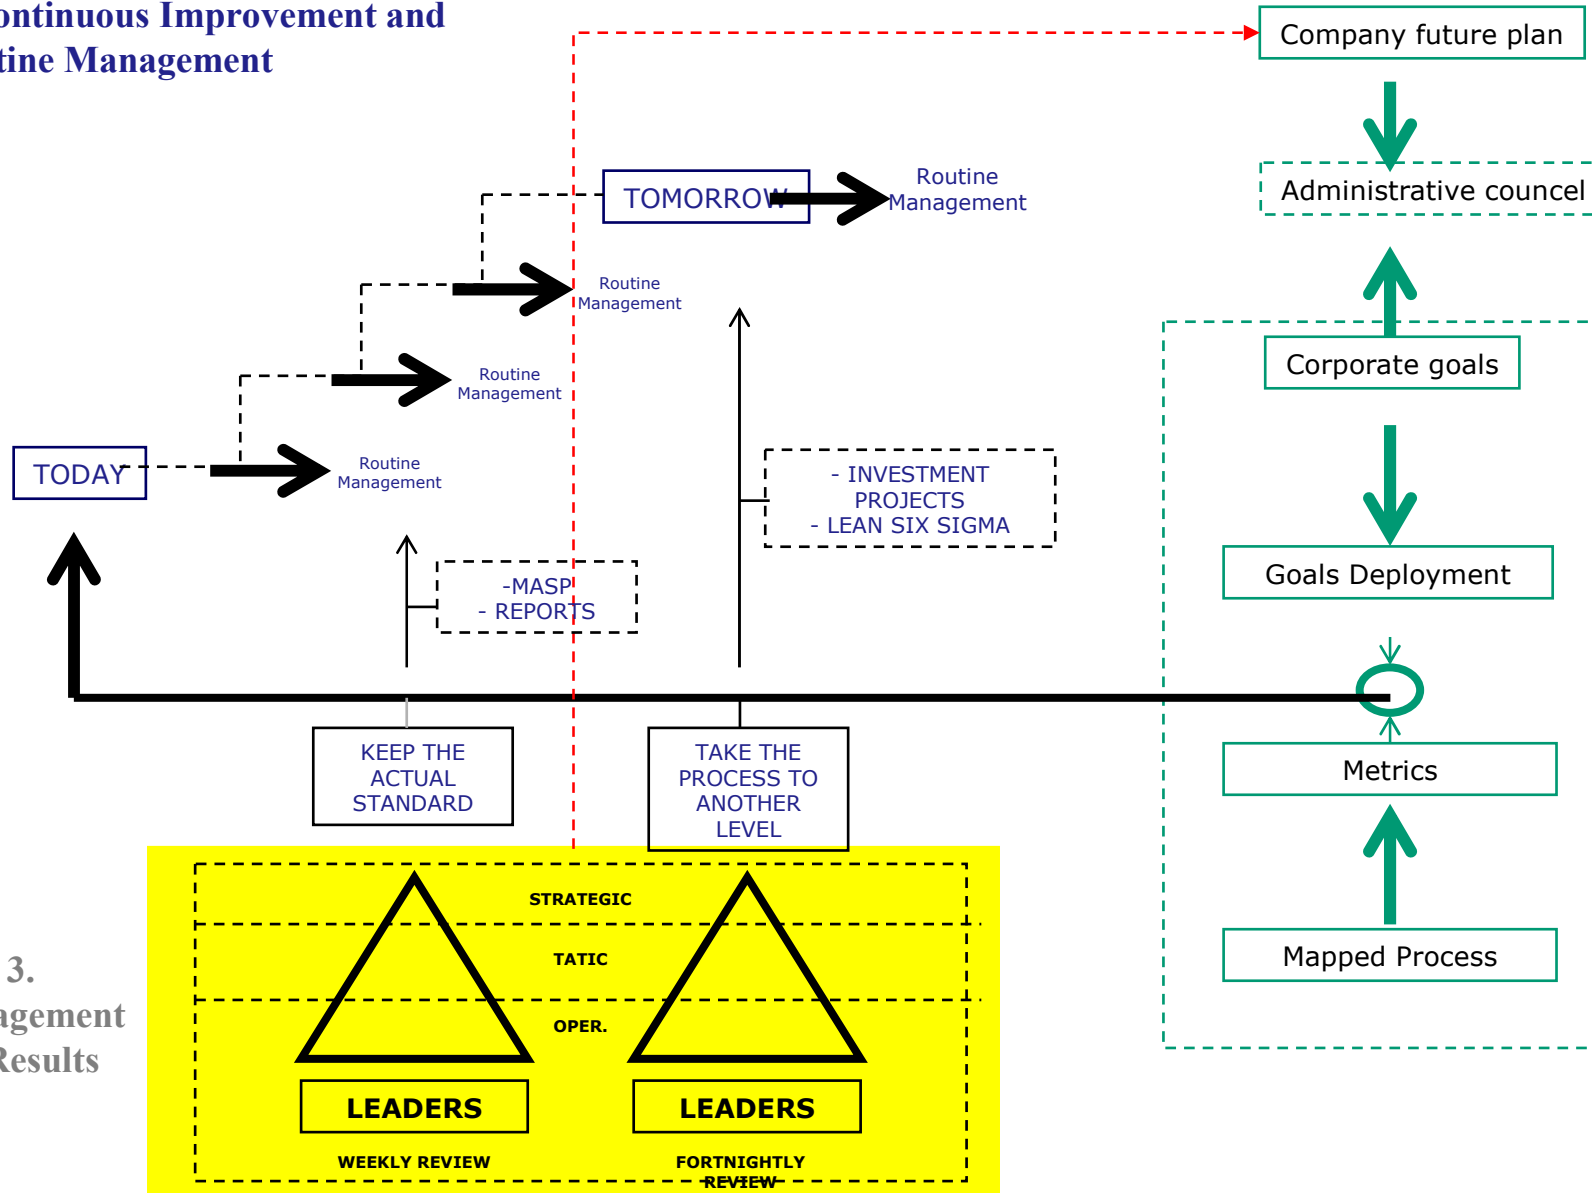 ontinuous Improvement and
tine Management
Company future plan
Administrative councel
TOMORROW
Routine
Management
Routine
Management
Routine
Management
Routine
Management
TODAY
Corporate goals
- INVESTMENT
PROJECTS
- LEAN SIX SIGMA
-MASP
- REPORTS
Goals Deployment
KEEP THE
ACTUAL
STANDARD
TAKE THE
PROCESS TO
ANOTHER
LEVEL
Metrics
Mapped Process
STRATEGIC
TATIC
OPER.
3.
agement
Results
LEADERS
LEADERS
WEEKLY REVIEW
FORTNIGHTLY
REVIEW